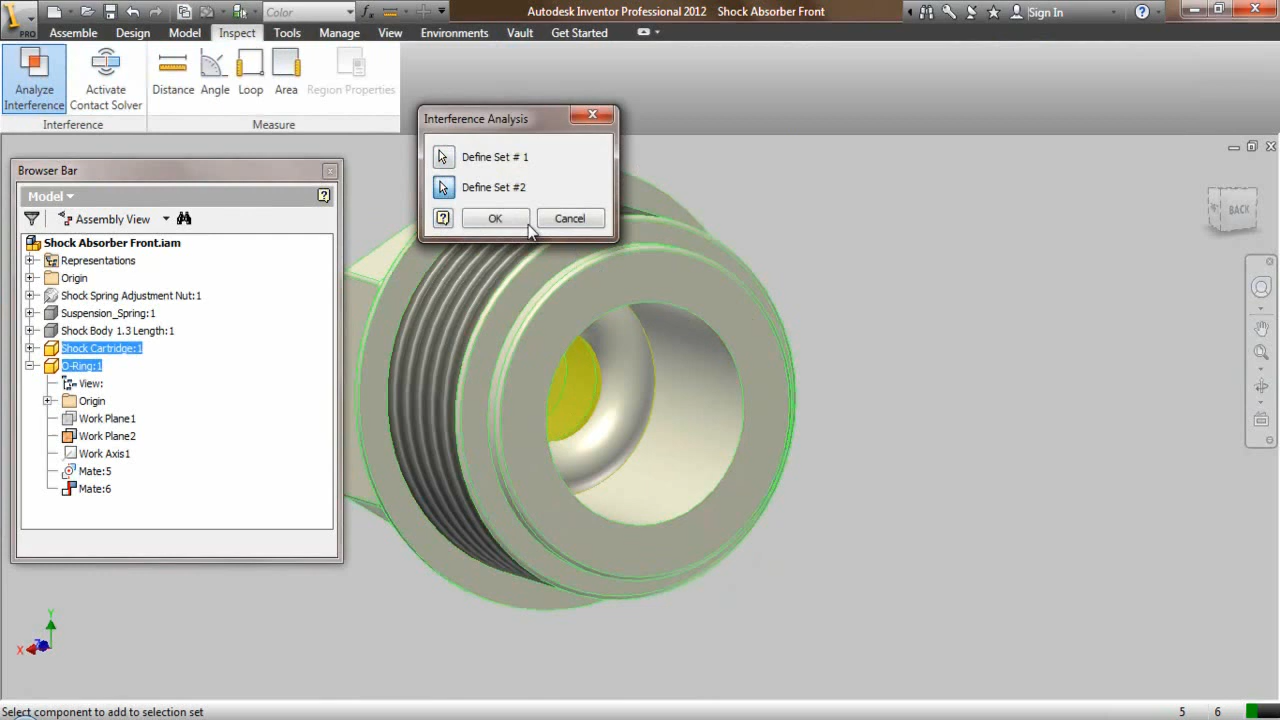 Color
Autodesk Inventor Professional 2012 Shock Absorber Front
Sign In
PRO
Assemble Design Model Inspect Tools Manage View Environments Vault Get Started
Analyze Interference
Activate Contact Solver
Distance Angle Loop Area Region Properties
Interference Measure
Interference Analysis
Define Set # 1
Define Set #2
OK Cancel
Browser Bar
Model
Assembly View
Shock Absorber Front.iam
Representations
Origin
Shock Spring Adjustment Nut:1
Suspension_Spring:1
Shock Body 1.3 Length:1
Shock Cartridge:1
O-Ring:1
View:
Origin
Work Plane1
Work Plane2
Work Axis1
Mate:5
Mate:6
BACK
Y
X
Z
Select component to add to selection set
5 6